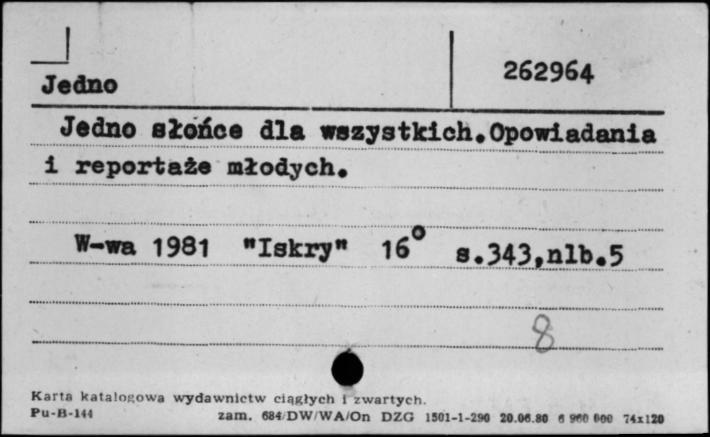 262964
Jedno
Jedno słońce dla wszystkich.Opowiadania
i reportaże młodych.
W-wa 1981 "Iskry" 16° s.343,nlb.5
8
Karta katalogowa wydawnictw ciągłych i zwartych.
Pu-B-144 zam. 684/DW/WA/On DZG 1501-1-290 20.06.80 6 960 000 74x120